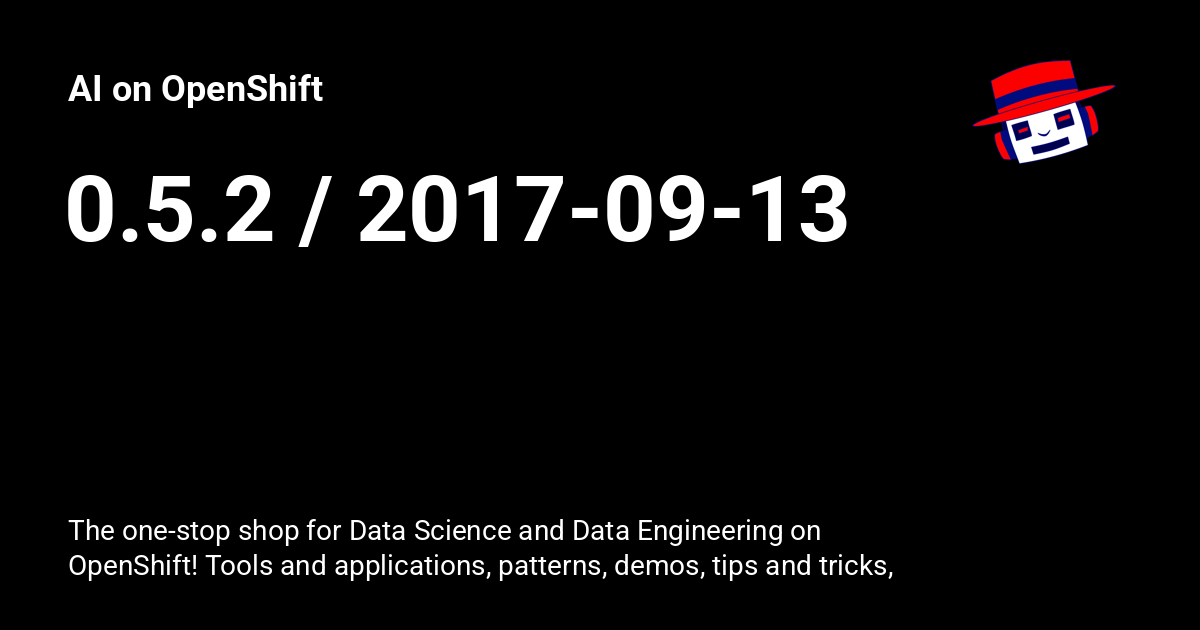 AI on OpenShift
0.5.2 / 2017-09-13
The one-stop shop for Data Science and Data Engineering on
OpenShift! Tools and applications, patterns, demos, tips and tricks,